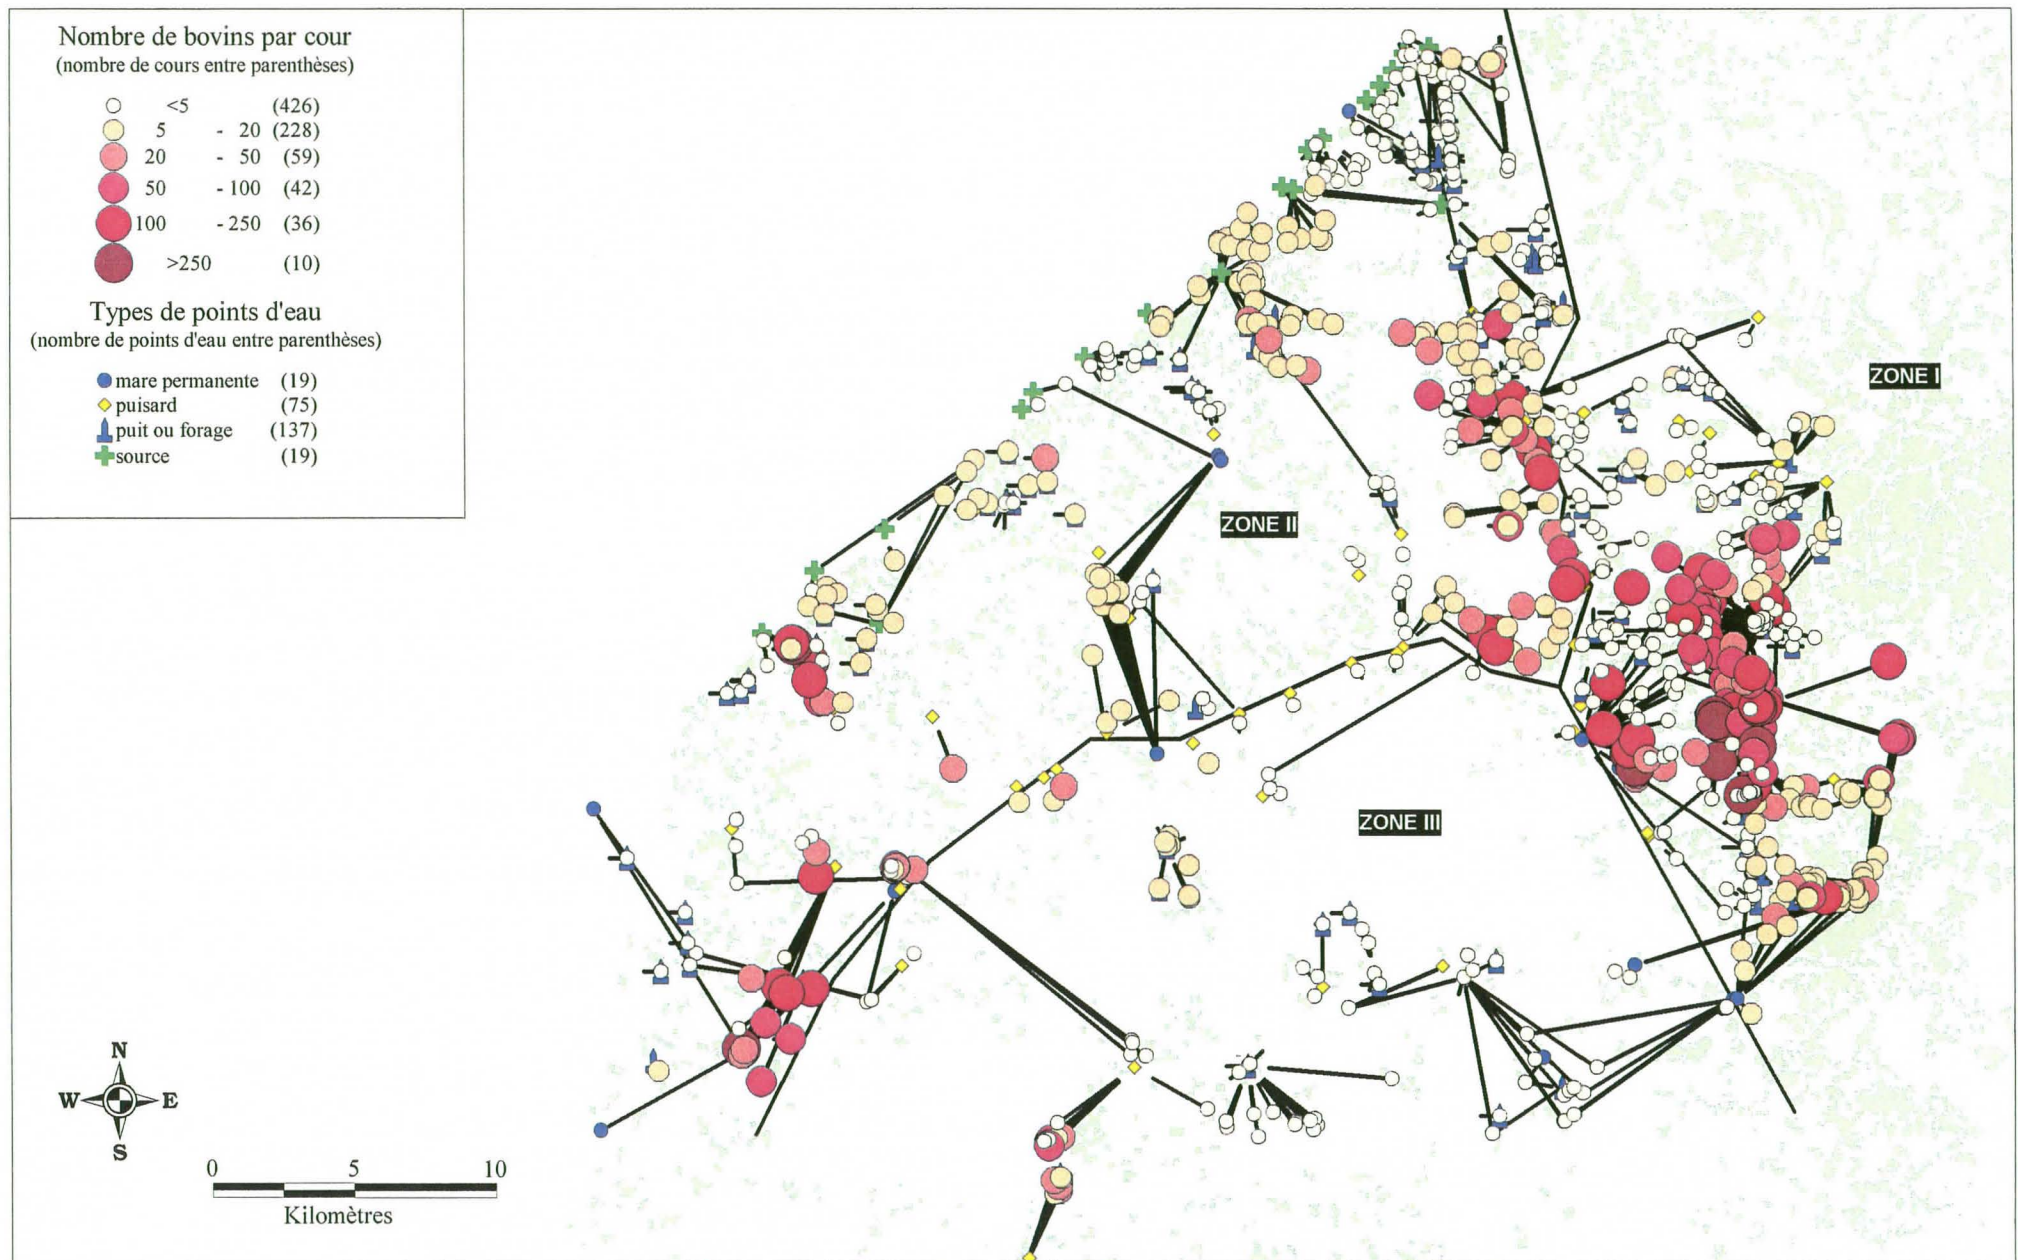 Nombre de bovins par cour
(nombre de cours entre parenthèses)
<5 (426)
5 - 20 (228)
20 - 50 (59)
50 - 100 (42)
100 - 250 (36)
>250 (10)
Types de points d'eau
(nombre de points d'eau entre parenthèses)
mare permanente (19)
puisard (75)
puit ou forage (137)
source (19)
ZONE I
ZONE II
ZONE III
N
W E
S
0 5 10
Kilomètres